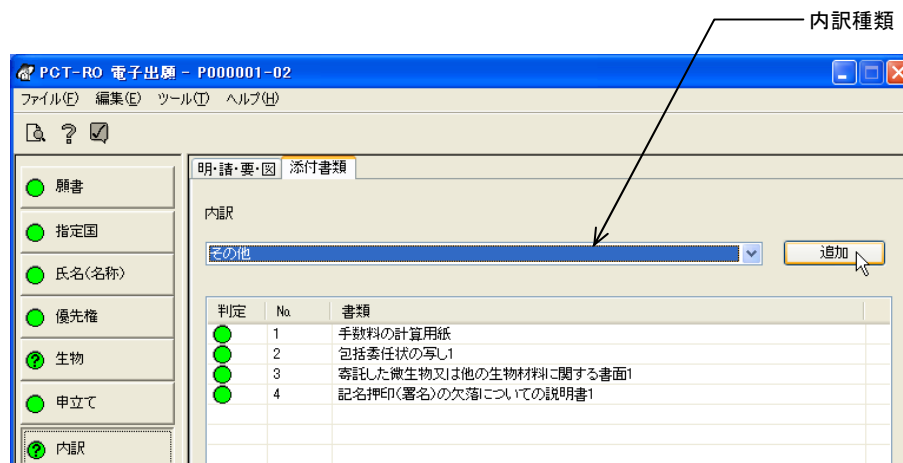 内訳種類
PCT-RO 電子出願 - P000001-02
ファイル(F) 編集(E) ツール(T) ヘルプ(H)
明・請・要・図 添付書類
願書
内訳
指定国
その他 追加
氏名(名称)
判定 No. 書類
優先権
1 手数料の計算用紙
2 包括委任状の写し1
生物
3 寄託した微生物又は他の生物材料に関する書面1
4 記名押印(署名)の欠落についての説明書1
申立て
内訳